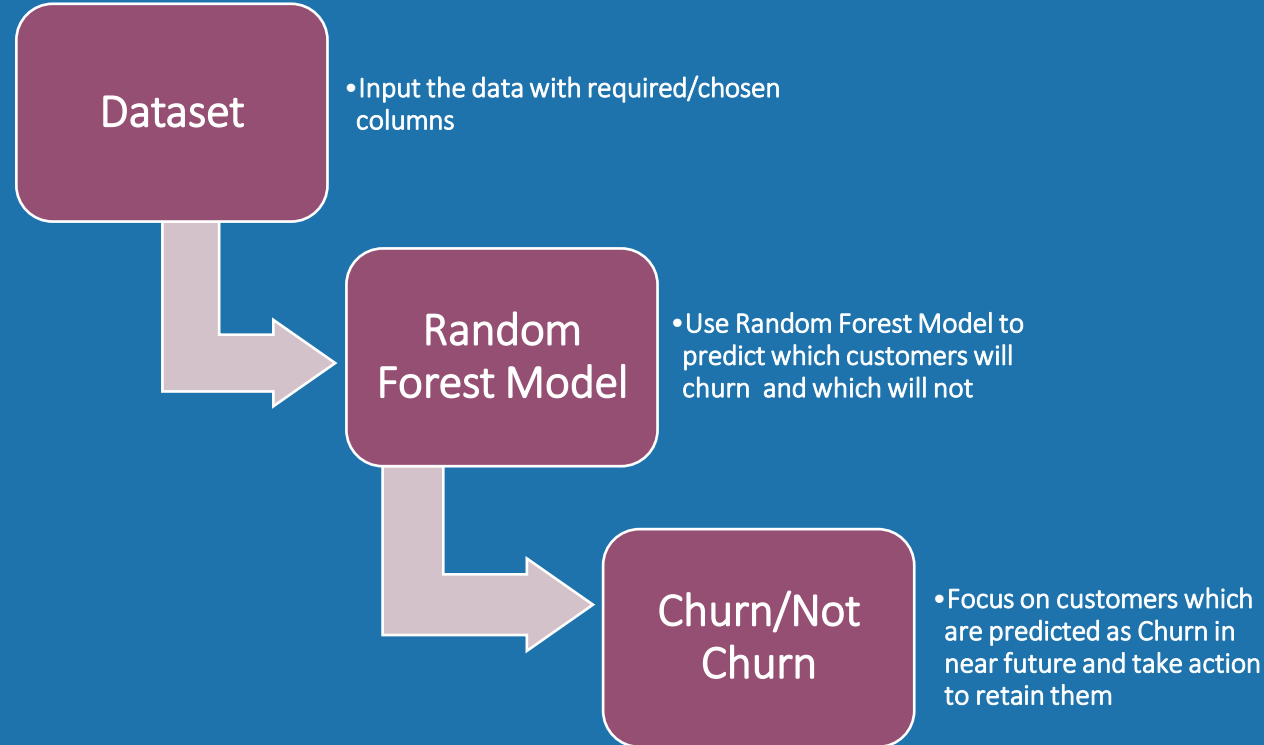 Dataset
•Input the data with required/chosen
columns
Random
Forest Model
•Use Random Forest Model to
predict which customers will
churn and which will not
Churn/Not
Churn
•Focus on customers which
are predicted as Churn in
near future and take action
to retain them